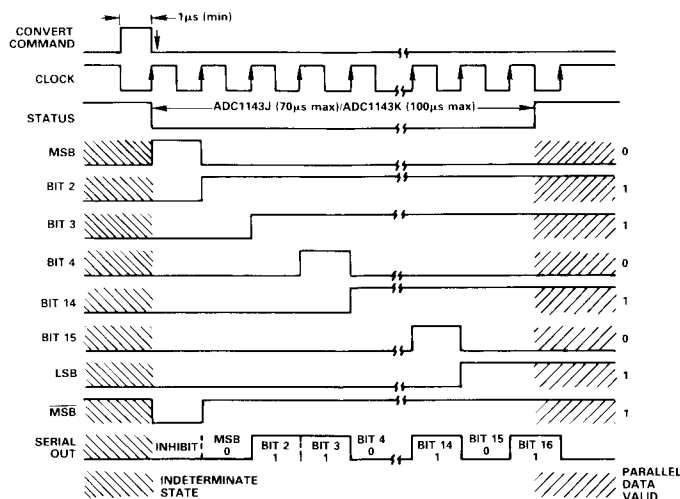 1μs (min)
CONVERT
COMMAND
CLOCK
ADC1143J (70μs max)/ADC1143K (100μs max)
STATUS
MSB 0
BIT 2 1
BIT 3 1
BIT 4 0
BIT 14 1
BIT 15 0
LSB 1
MSB 1
SERIAL
OUT
INHIBIT
MSB
0
BIT 2
1
BIT 3
1
BIT 4
0
BIT 14
1
BIT 15
0
BIT 16
1
INDETERMINATE
STATE
PARALLEL
DATA
VALID